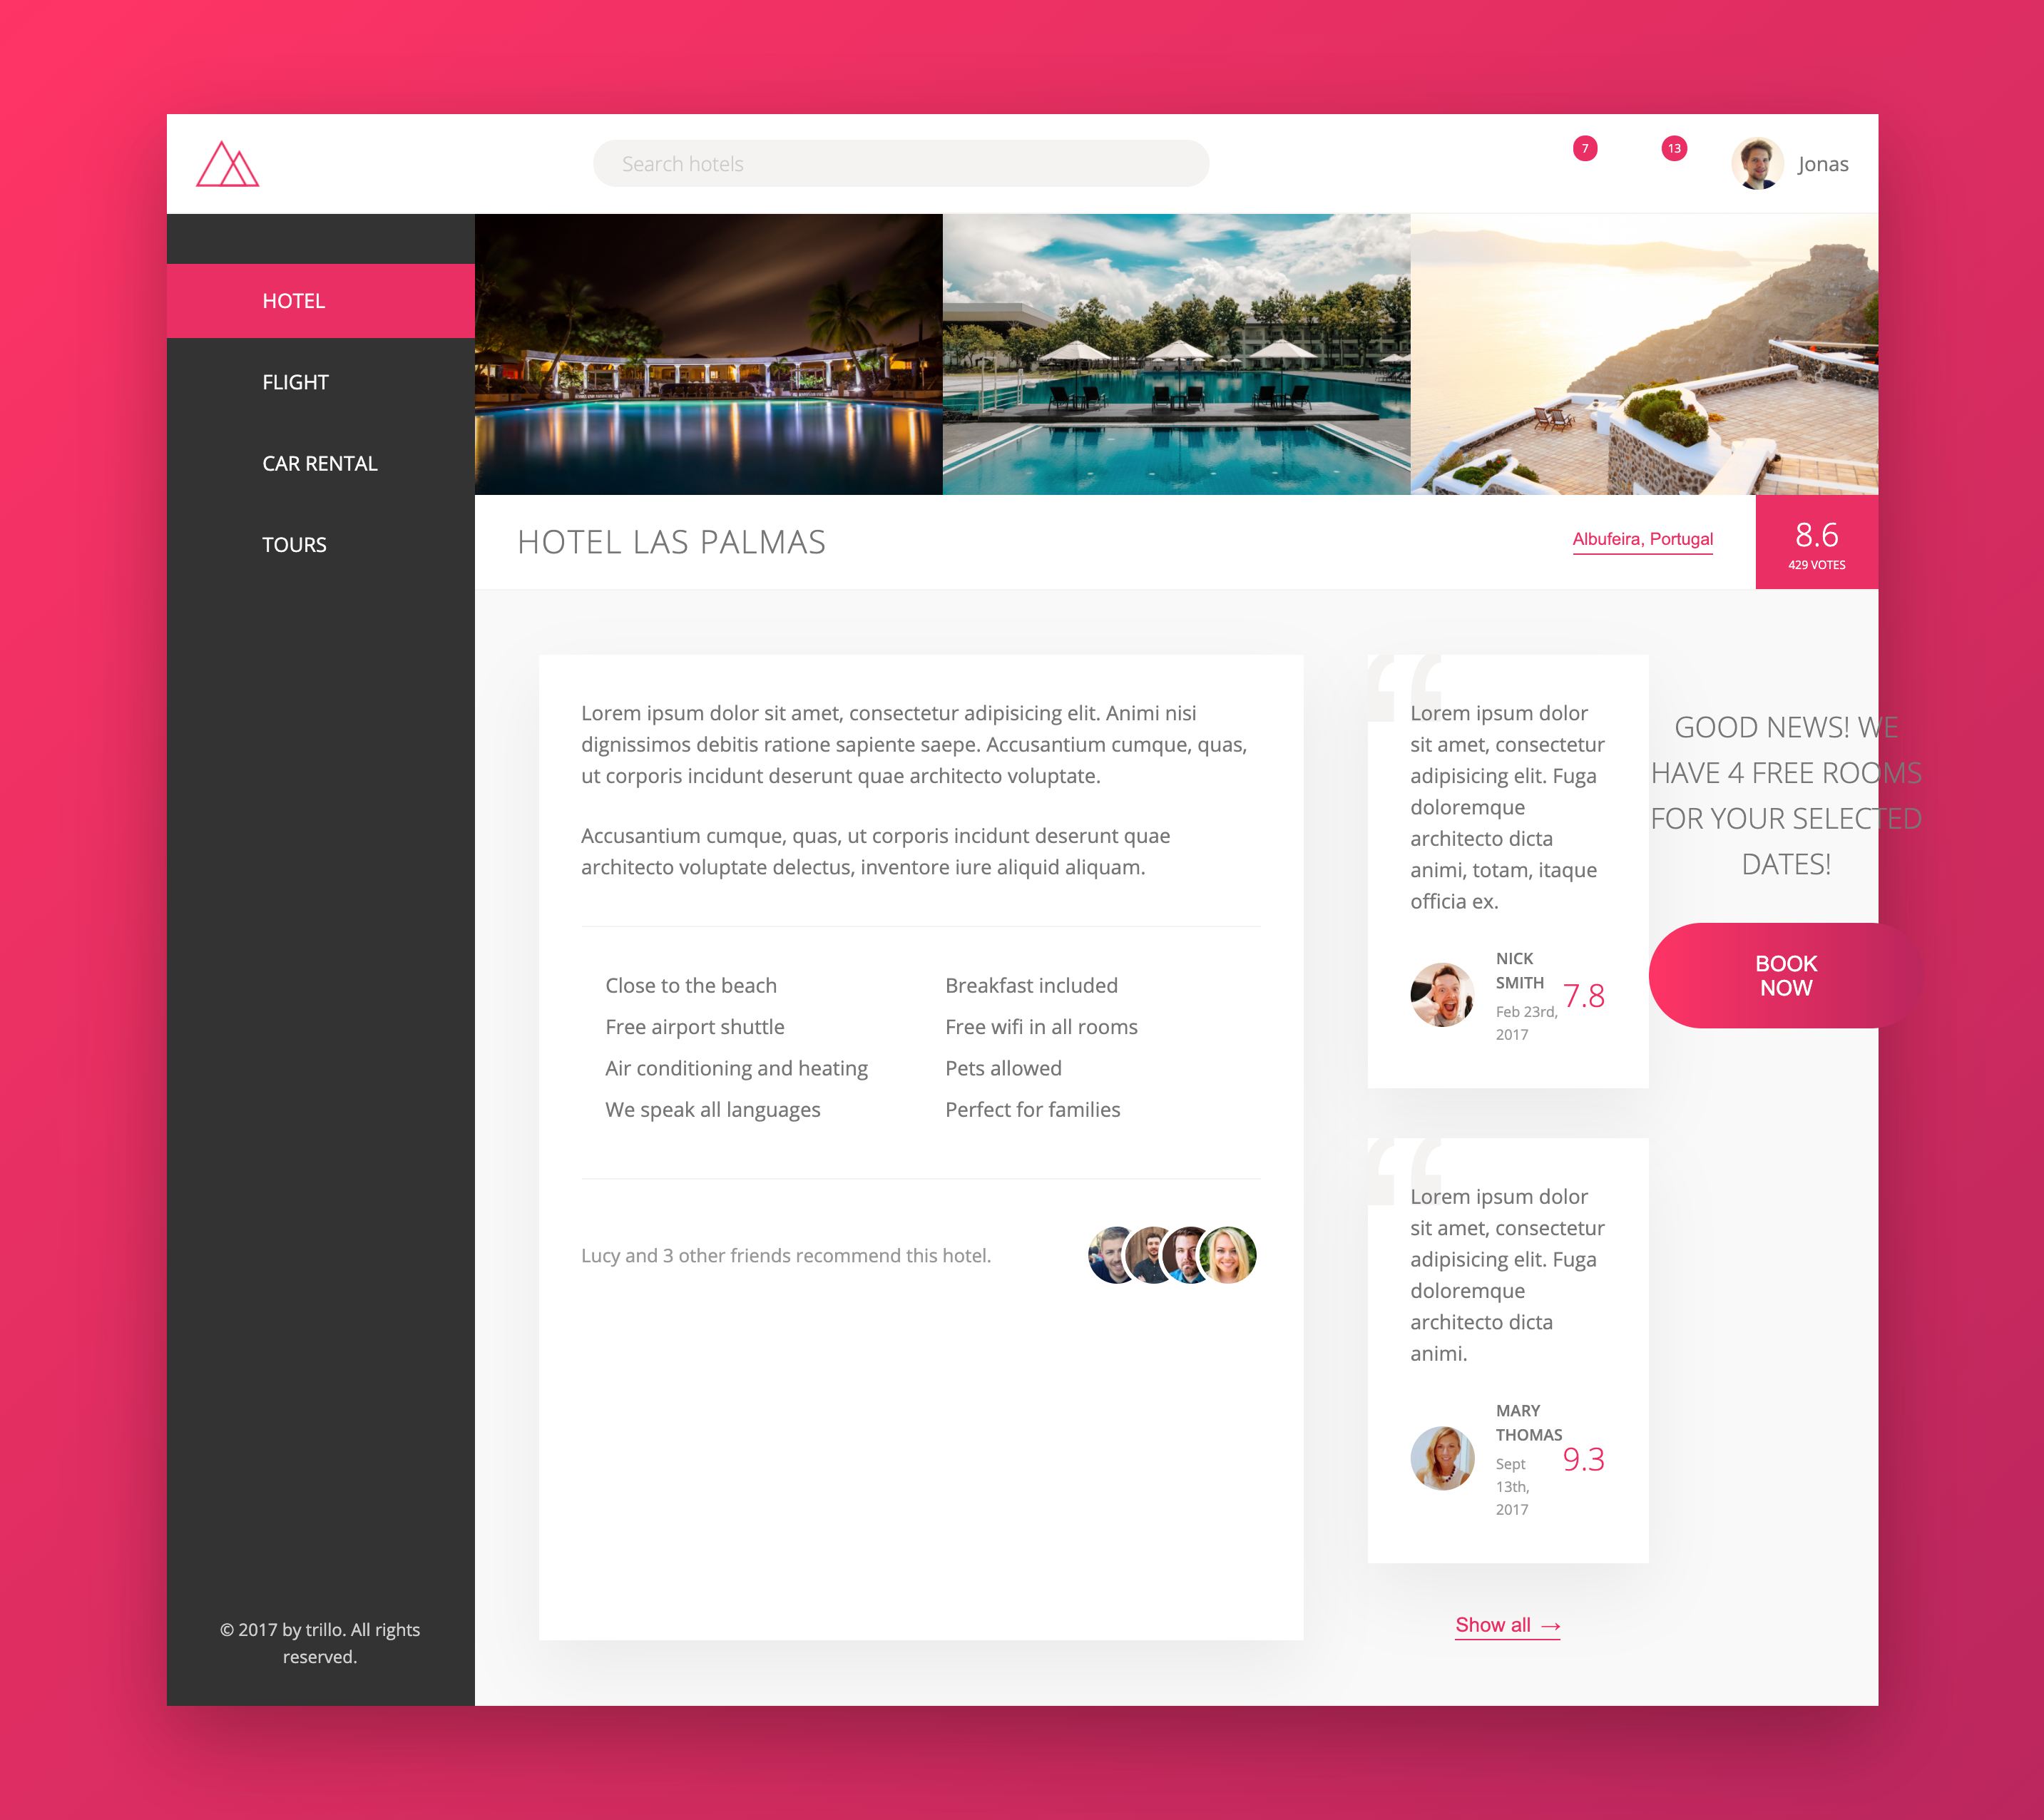 Search hotels
7
13
Jonas
HOTEL
FLIGHT
CAR RENTAL
TOURS
© 2017 by trillo. All rights
reserved.
HOTEL LAS PALMAS
Albufeira, Portugal
8.6
429 VOTES
Lorem ipsum dolor sit amet, consectetur adipisicing elit. Animi nisi
dignissimos debitis ratione sapiente saepe. Accusantium cumque, quas,
ut corporis incidunt deserunt quae architecto voluptate.
Accusantium cumque, quas, ut corporis incidunt deserunt quae
architecto voluptate delectus, inventore iure aliquid aliquam.
Close to the beach
Breakfast included
Free airport shuttle
Free wifi in all rooms
Air conditioning and heating
Pets allowed
We speak all languages
Perfect for families
Lucy and 3 other friends recommend this hotel.
“
Lorem ipsum dolor
sit amet, consectetur
adipisicing elit. Fuga
doloremque
architecto dicta
animi, totam, itaque
officia ex.
NICK
SMITH
Feb 23rd,
2017
7.8
“
Lorem ipsum dolor
sit amet, consectetur
adipisicing elit. Fuga
doloremque
architecto dicta
animi.
MARY
THOMAS
Sept
13th,
2017
9.3
Show all →
GOOD NEWS! WE
HAVE 4 FREE ROOMS
FOR YOUR SELECTED
DATES!
BOOK
NOW